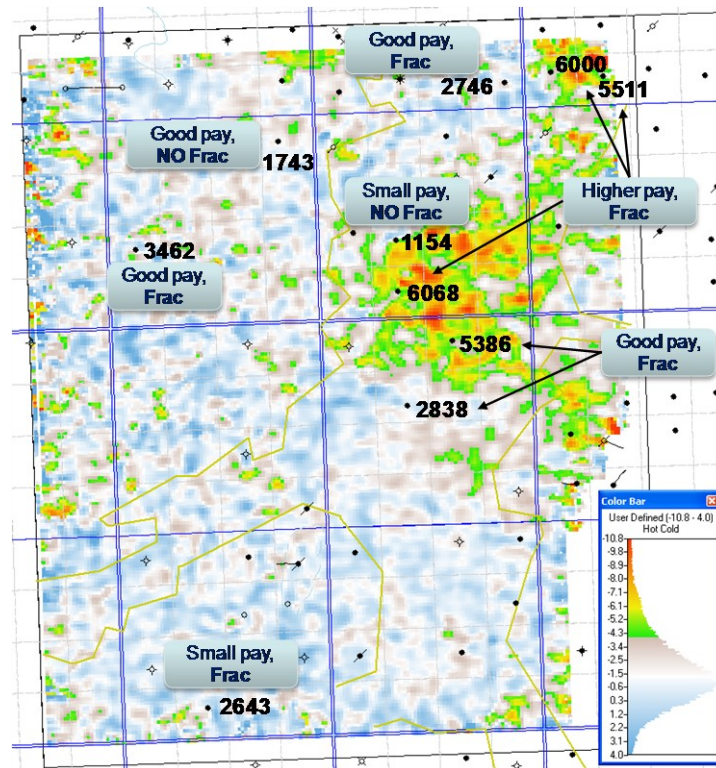 Good pay,
Frac
2746
6000
5511
Good pay,
NO Frac
1743
Small pay,
NO Frac
Higher pay,
Frac
3462
1154
Good pay,
Frac
6068
5386
Good pay,
Frac
2838
Small pay,
Frac
2643
Color Bar
User Defined (-10.8 - 4.0)
Hot Cold
-10.8
-9.8
-8.9
-8.0
-7.1
-6.1
-5.2
-4.3
-3.4
-2.5
-1.5
-0.6
0.3
1.2
2.2
3.1
4.0